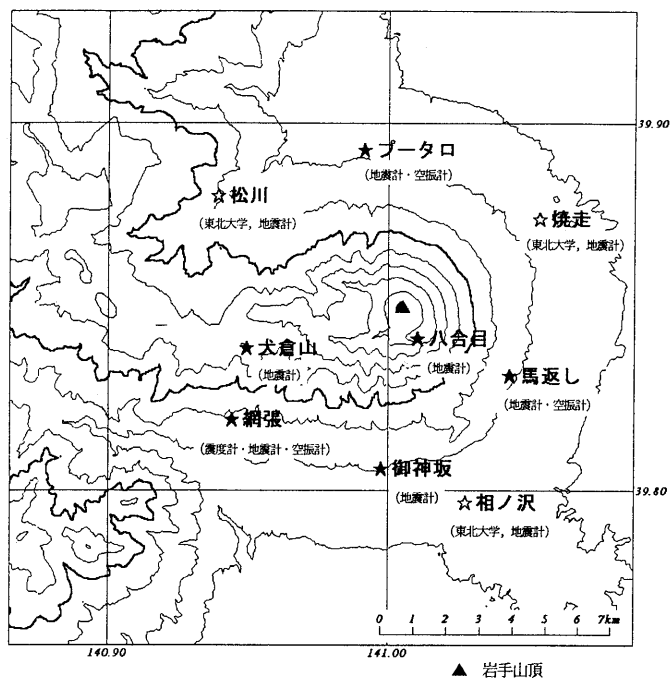 39.90
★プータロ
(地震計・空振計)
☆松川
(東北大学，地震計)
☆焼走
(東北大学，地震計)
▲
★八合目
(地震計)
★犬倉山
(地震計)
★馬返し
(地震計・空振計)
★網張
(震度計・地震計・空振計)
★御神坂
(地震計)
39.80
☆相ノ沢
(東北大学，地震計)
0 1 2 3 4 5 6 7km
140.90 141.00
▲ 岩手山頂